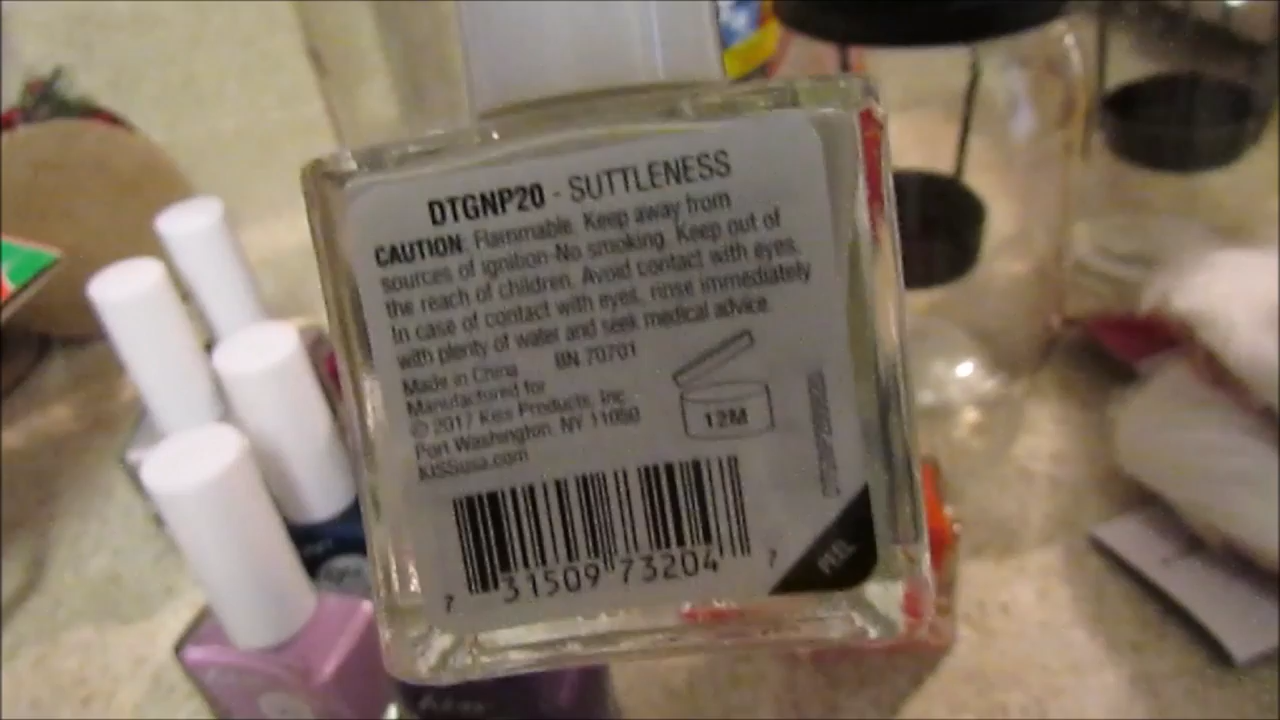 DTGNP20 - SUTTLENESS
CAUTION: Flammable. Keep away from
sources of ignition-No smoking. Keep out of
the reach of children. Avoid contact with eyes.
In case of contact with eyes, rinse immediately
with plenty of water and seek medical advice.
Made in China BN 70701
Manufactured for
© 2017 Kiss Products, Inc
Port Washington, NY 11050
KISSusa.com
12M
7 31509 73204 7
PEEL